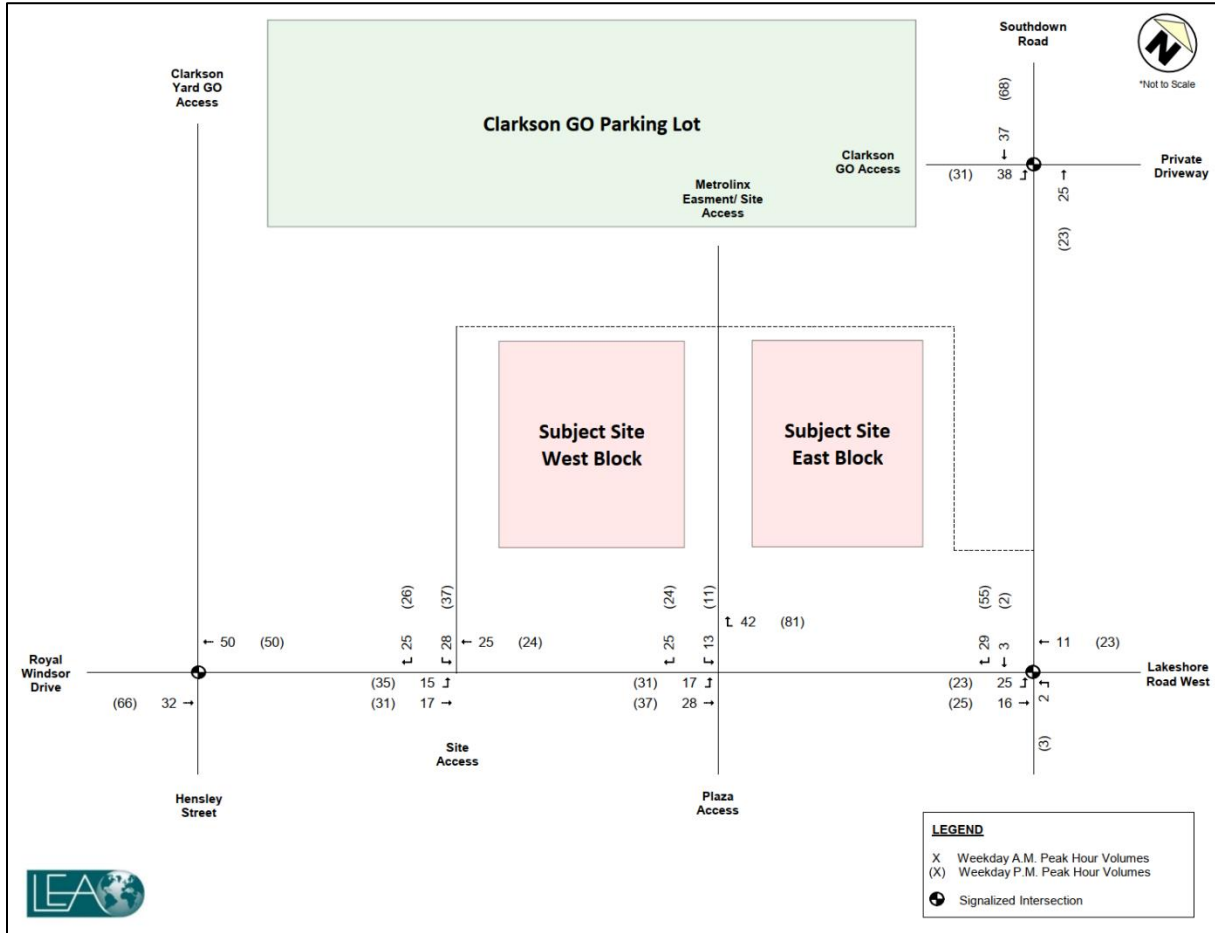 Southdown
Road
N
*Not to Scale
Clarkson
Yard GO
Access
Clarkson GO Parking Lot
(68)
37
Clarkson
GO Access
Private
Driveway
(31) 38
25
(23)
Metrolinx
Easment/ Site
Access
Subject Site
West Block
Subject Site
East Block
(26) (37)
25 28
(24) (11)
25 13
(55) (2)
29 3
← 50 (50)
← 25 (24)
42 (81)
← 11 (23)
Royal
Windsor
Drive
Lakeshore
Road West
(66) 32 →
(35) 15
(31) 17 →
(31) 17
(37) 28 →
(23) 25
(25) 16 →
2
(3)
Site
Access
Hensley
Street
Plaza
Access
LEGEND
X Weekday A.M. Peak Hour Volumes
(X) Weekday P.M. Peak Hour Volumes
Signalized Intersection
LEA